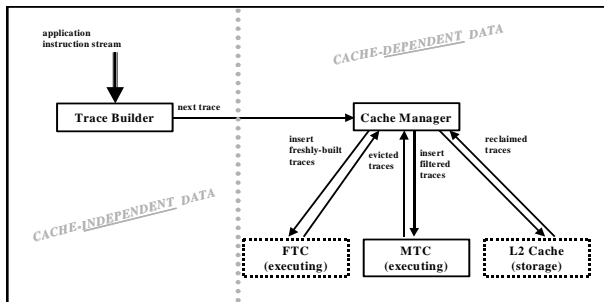 application
instruction stream
CACHE-DEPENDENT DATA
Trace Builder
next trace
Cache Manager
insert
freshly-built
traces
evicted
traces
insert
filtered
traces
reclaimed
traces
CACHE-INDEPENDENT DATA
FTC
(executing)
MTC
(executing)
L2 Cache
(storage)